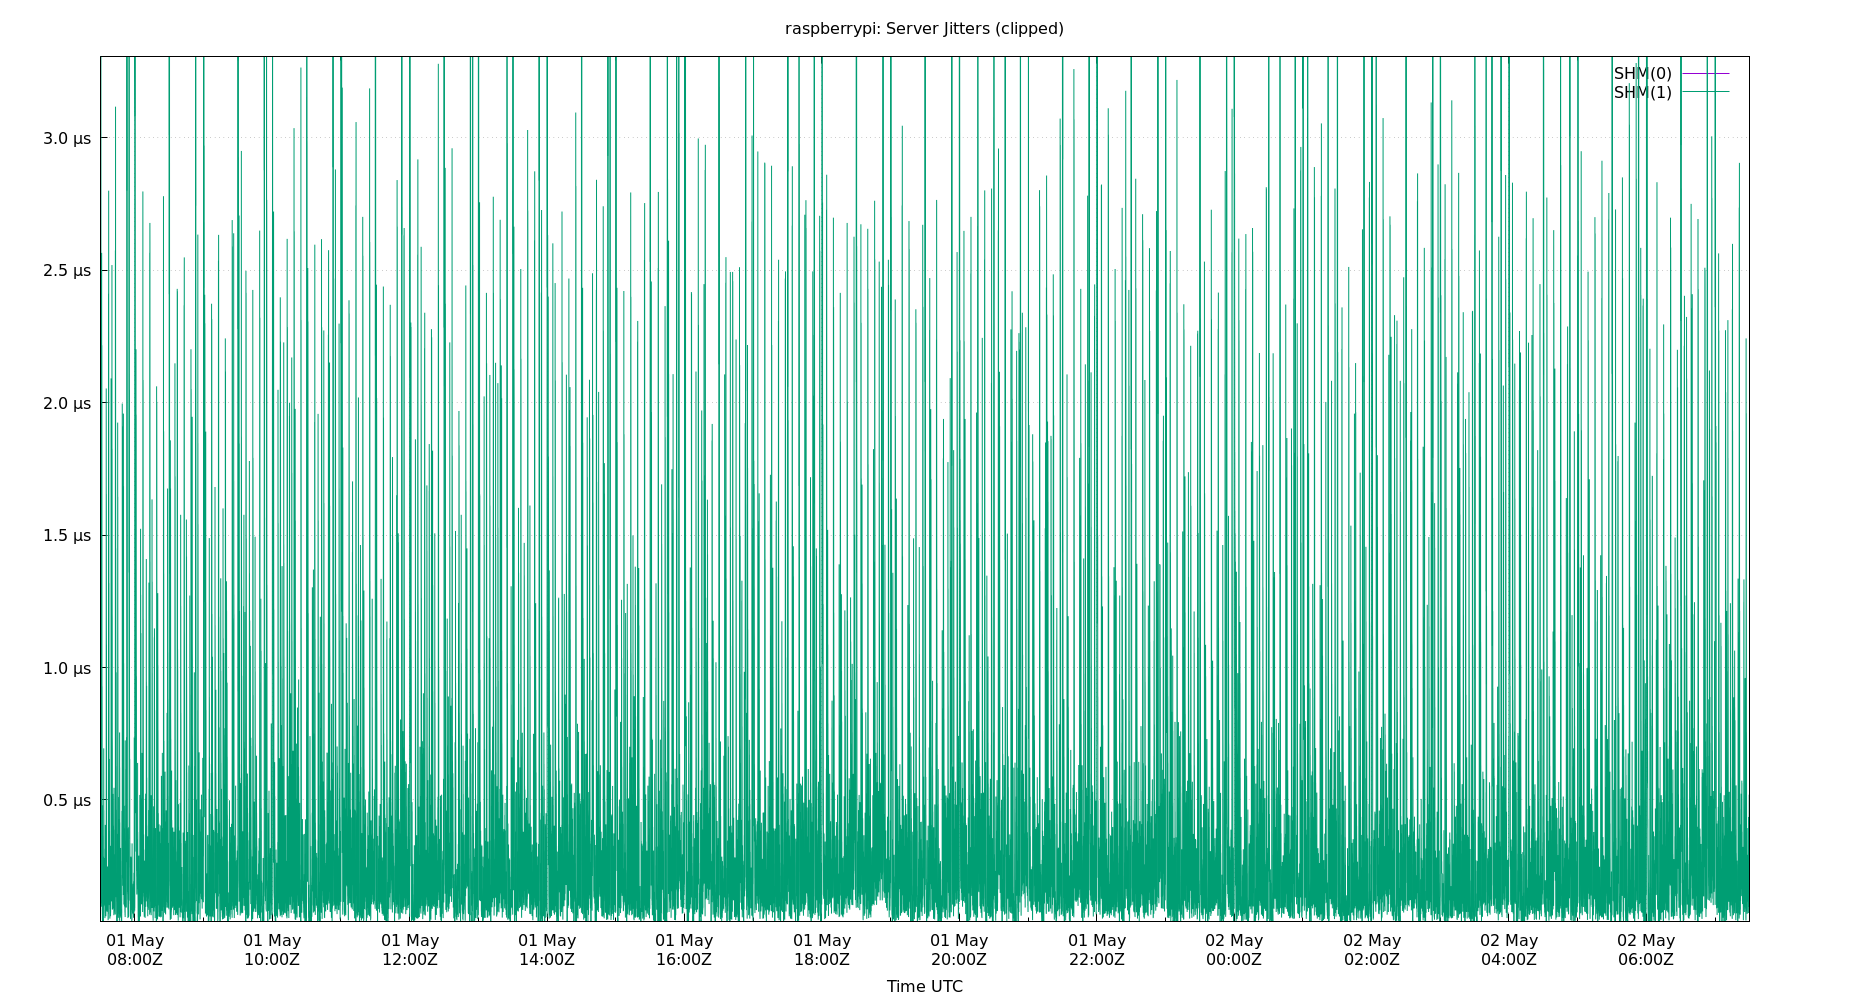 raspberrypi: Server Jitters (clipped)
SHM(0)
SHM(1)
3.0 µs
2.5 µs
2.0 µs
1.5 µs
1.0 µs
0.5 µs
01 May 01 May 01 May 01 May 01 May 01 May 01 May 01 May 02 May 02 May 02 May 02 May
08:00Z 10:00Z 12:00Z 14:00Z 16:00Z 18:00Z 20:00Z 22:00Z 00:00Z 02:00Z 04:00Z 06:00Z
Time UTC